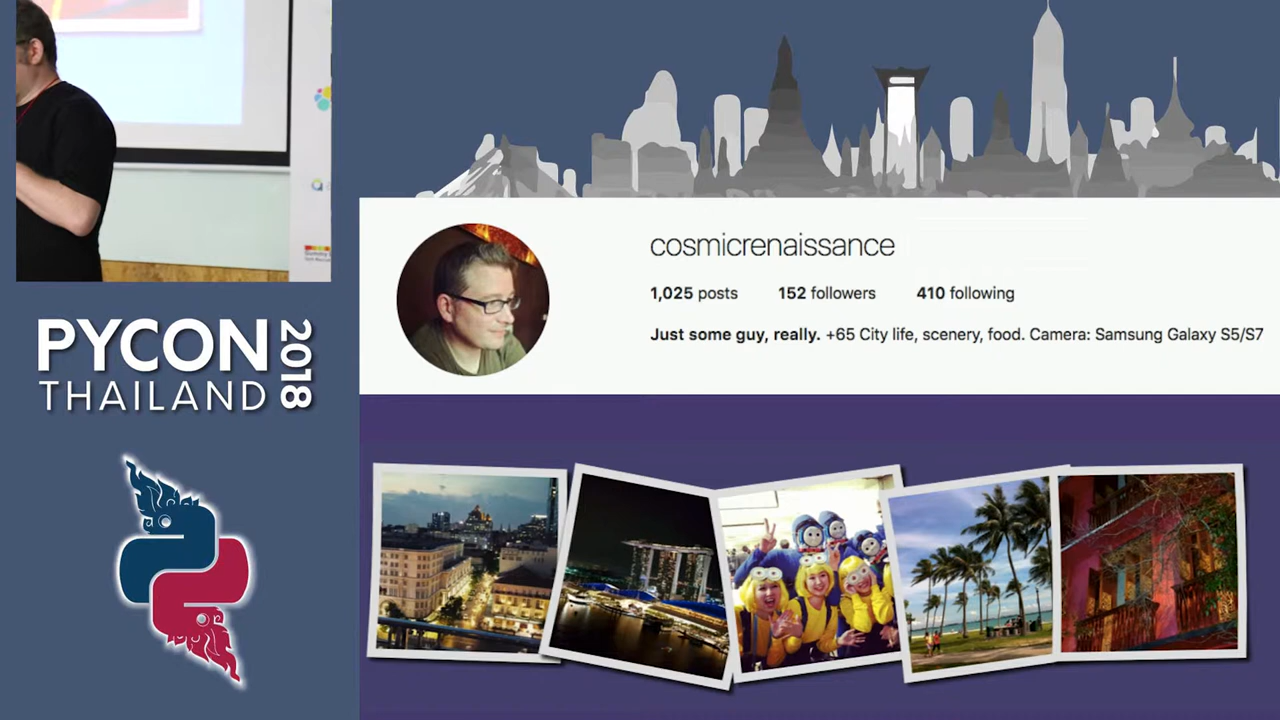 PYCON
THAILAND
2018
cosmicrenaissance
1,025 posts 152 followers 410 following
Just some guy, really. +65 City life, scenery, food. Camera: Samsung Galaxy S5/S7